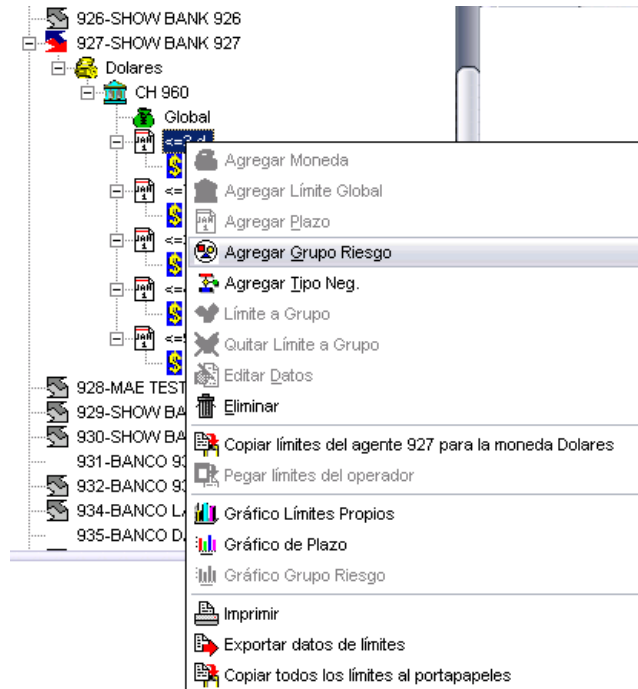 926-SHOW BANK 926
927-SHOW BANK 927
Dolares
CH 960
Global
Agregar Moneda
Agregar Límite Global
Agregar Plazo
Agregar Grupo Riesgo
Agregar Tipo Neg.
Límite a Grupo
Quitar Límite a Grupo
Editar Datos
Eliminar
Copiar límites del agente 927 para la moneda Dolares
Pegar límites del operador
Gráfico Límites Propios
Gráfico de Plazo
Gráfico Grupo Riesgo
Imprimir
Exportar datos de límites
Copiar todos los límites al portapapeles
928-MAE TEST
929-SHOW BA
930-SHOW BA
931-BANCO 93
932-BANCO 93
934-BANCO LA
935-BANCO D